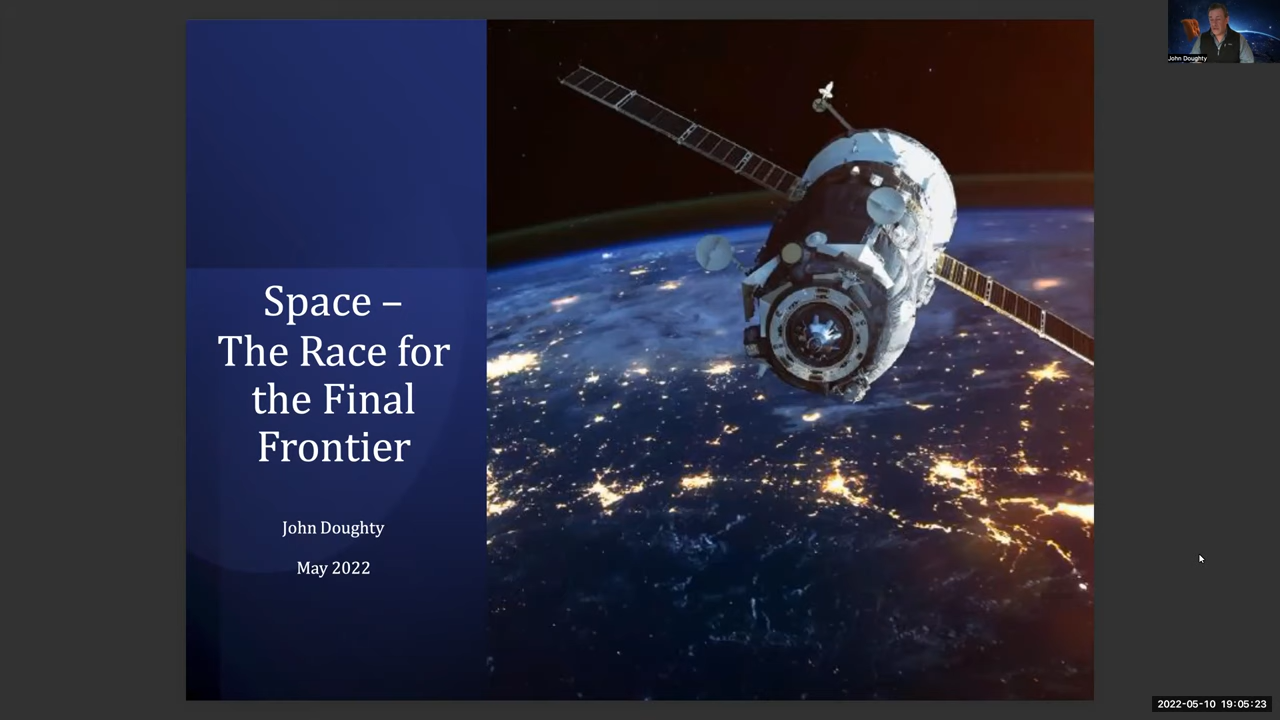 John Doughty
Space –
The Race for
the Final
Frontier
John Doughty
May 2022
2022-05-10 19:05:23